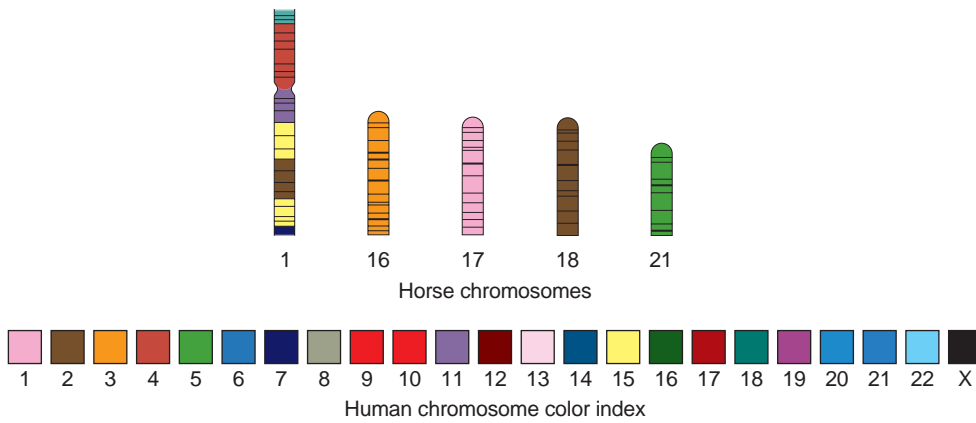 1 16 17 18 21
Horse chromosomes
1 2 3 4 5 6 7 8 9 10 11 12 13 14 15 16 17 18 19 20 21 22 X
Human chromosome color index